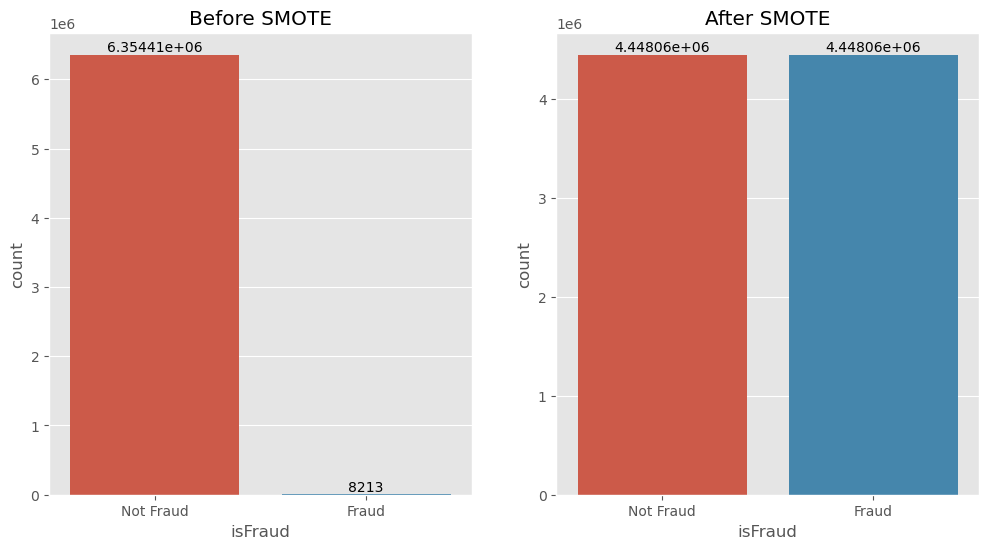 Before SMOTE
1e6
6.35441e+06
6
5
4
3
2
1
0
count
8213
Not Fraud
Fraud
isFraud
After SMOTE
1e6
4.44806e+06
4.44806e+06
4
3
2
1
0
count
Not Fraud
Fraud
isFraud